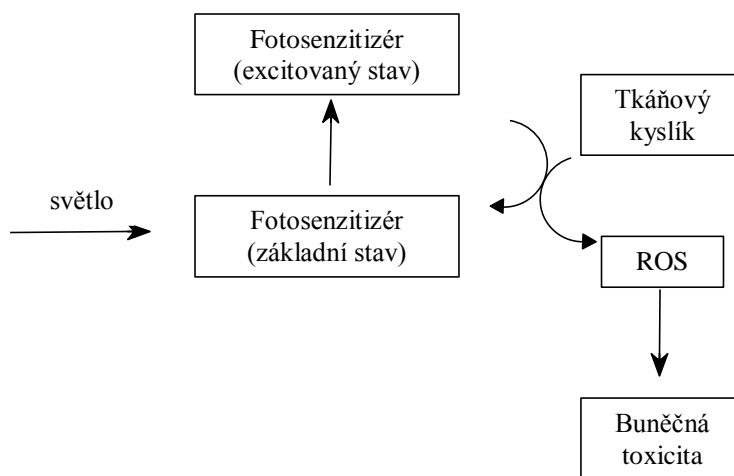 Fotosenzitizér
(excitovaný stav)
Tkáňový
kyslík
světlo
Fotosenzitizér
(základní stav)
ROS
Buněčná
toxicita